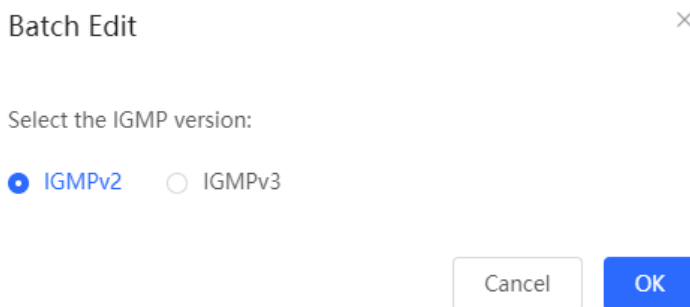 Batch Edit
Select the IGMP version:
IGMPv2 IGMPv3
Cancel OK